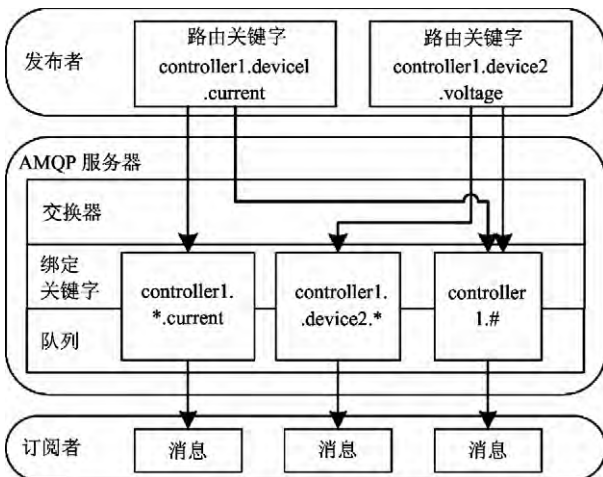 发布者
路由关键字
controller1.devicel
.current
路由关键字
controller1.device2
.voltage
AMQP 服务器
交换器
绑定
关键字
队列
controller1.
*.current
controller1.
.device2.*
controller
1.#
订阅者
消息
消息
消息